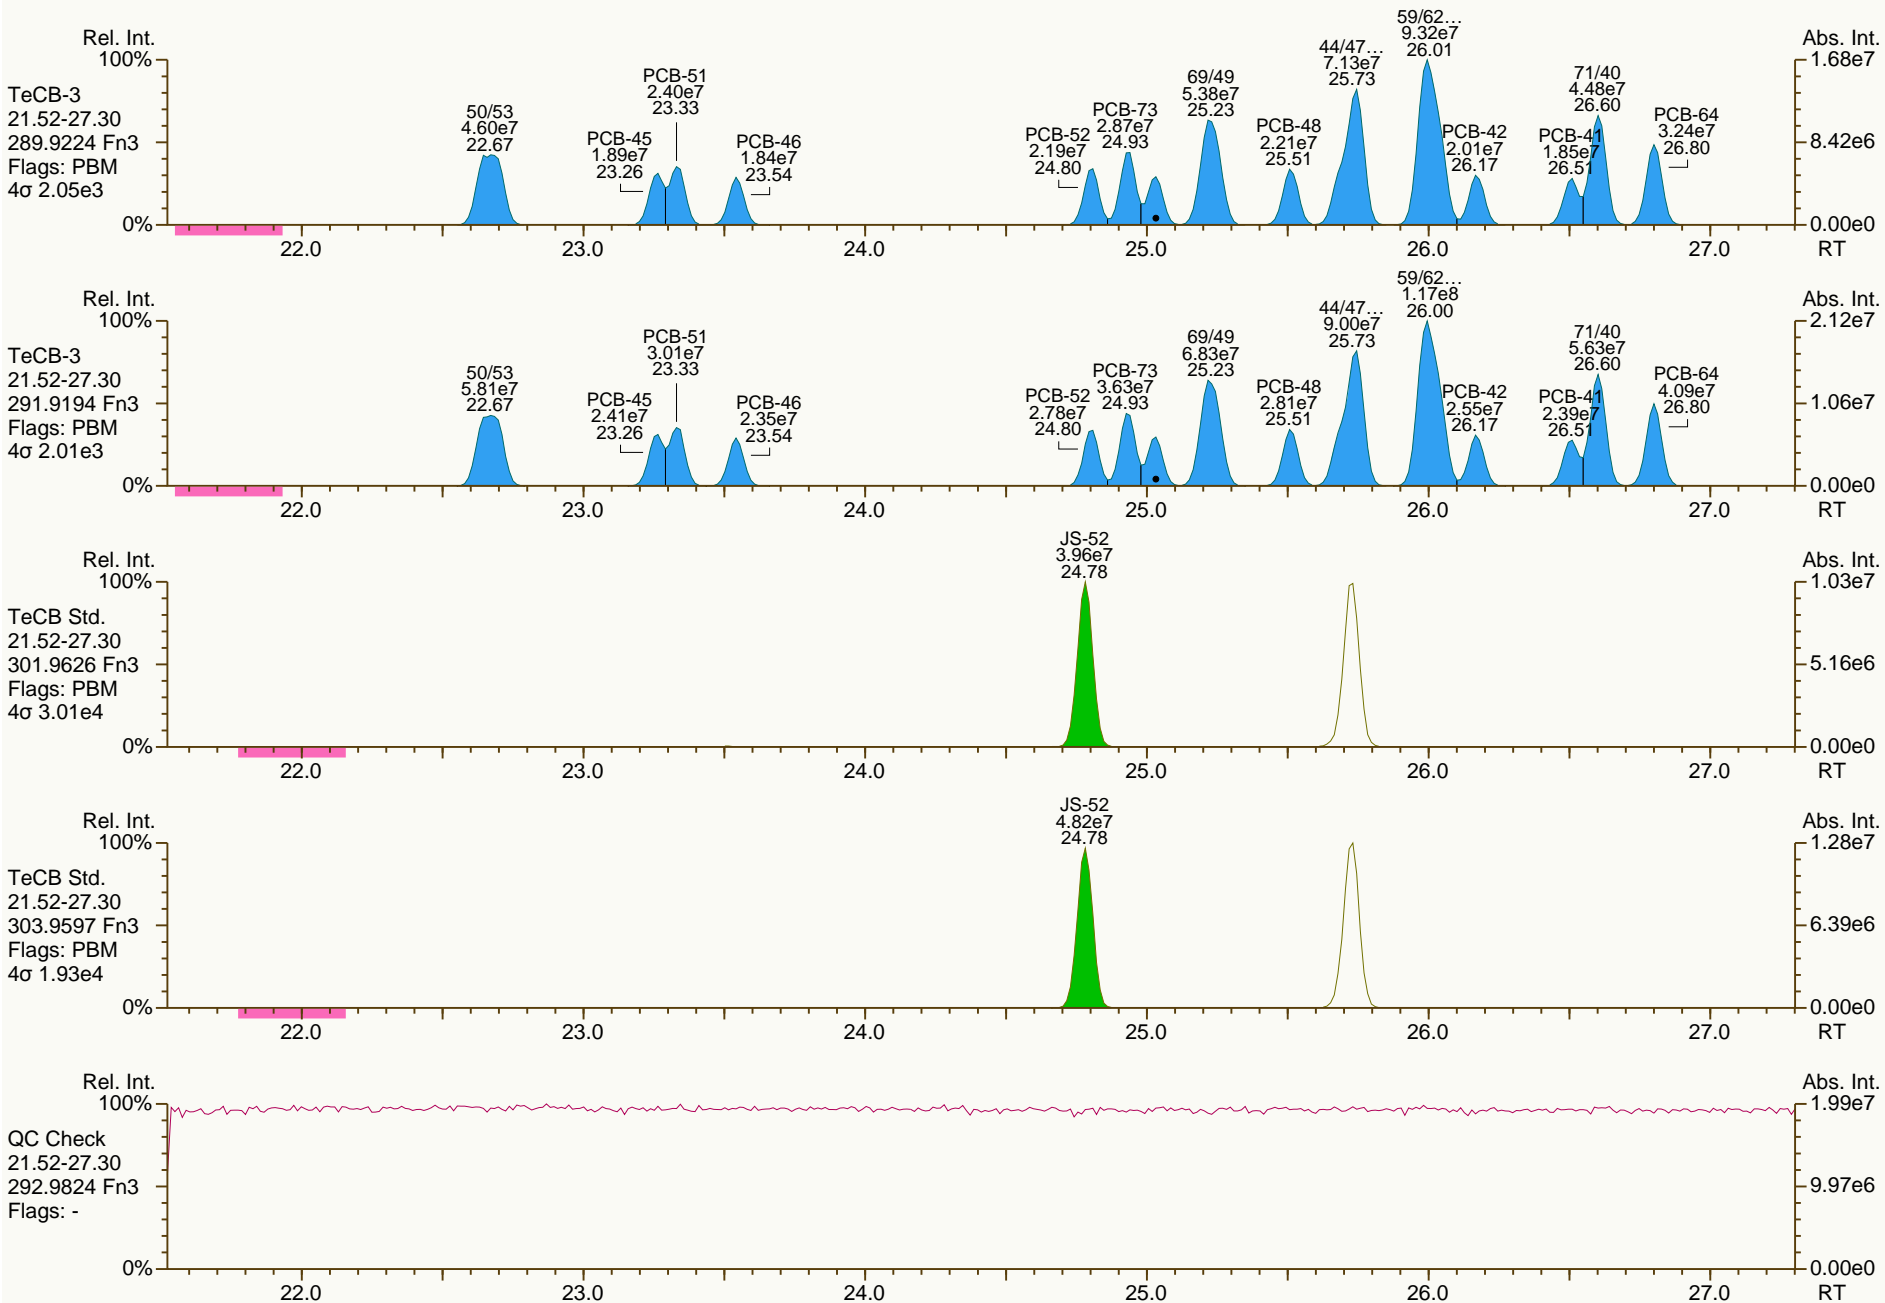 Rel. Int.
100%
0%
TeCB-3
21.52-27.30
289.9224 Fn3
Flags: PBM
4σ 2.05e3
50/53
4.60e7
22.67
PCB-45
1.89e7
23.26
PCB-51
2.40e7
23.33
PCB-46
1.84e7
23.54
PCB-52
2.19e7
24.80
PCB-73
2.87e7
24.93
69/49
5.38e7
25.23
PCB-48
2.21e7
25.51
44/47...
7.13e7
25.73
59/62...
9.32e7
26.01
PCB-42
2.01e7
26.17
PCB-41
1.85e7
26.51
71/40
4.48e7
26.60
PCB-64
3.24e7
26.80
Abs. Int.
1.68e7
8.42e6
0.00e0
22.0 23.0 24.0 25.0 26.0 27.0 RT
Rel. Int.
100%
0%
TeCB-3
21.52-27.30
291.9194 Fn3
Flags: PBM
4σ 2.01e3
50/53
5.81e7
22.67
PCB-45
2.41e7
23.26
PCB-51
3.01e7
23.33
PCB-46
2.35e7
23.54
PCB-52
2.78e7
24.80
PCB-73
3.63e7
24.93
69/49
6.83e7
25.23
PCB-48
2.81e7
25.51
44/47...
9.00e7
25.73
59/62...
1.17e8
26.00
PCB-42
2.55e7
26.17
PCB-41
2.39e7
26.51
71/40
5.63e7
26.60
PCB-64
4.09e7
26.80
Abs. Int.
2.12e7
1.06e7
0.00e0
22.0 23.0 24.0 25.0 26.0 27.0 RT
Rel. Int.
100%
0%
TeCB Std.
21.52-27.30
301.9626 Fn3
Flags: PBM
4σ 3.01e4
JS-52
3.96e7
24.78
Abs. Int.
1.03e7
5.16e6
0.00e0
22.0 23.0 24.0 25.0 26.0 27.0 RT
Rel. Int.
100%
0%
TeCB Std.
21.52-27.30
303.9597 Fn3
Flags: PBM
4σ 1.93e4
JS-52
4.82e7
24.78
Abs. Int.
1.28e7
6.39e6
0.00e0
22.0 23.0 24.0 25.0 26.0 27.0 RT
Rel. Int.
100%
0%
QC Check
21.52-27.30
292.9824 Fn3
Flags: -
Abs. Int.
1.99e7
9.97e6
0.00e0
22.0 23.0 24.0 25.0 26.0 27.0 RT